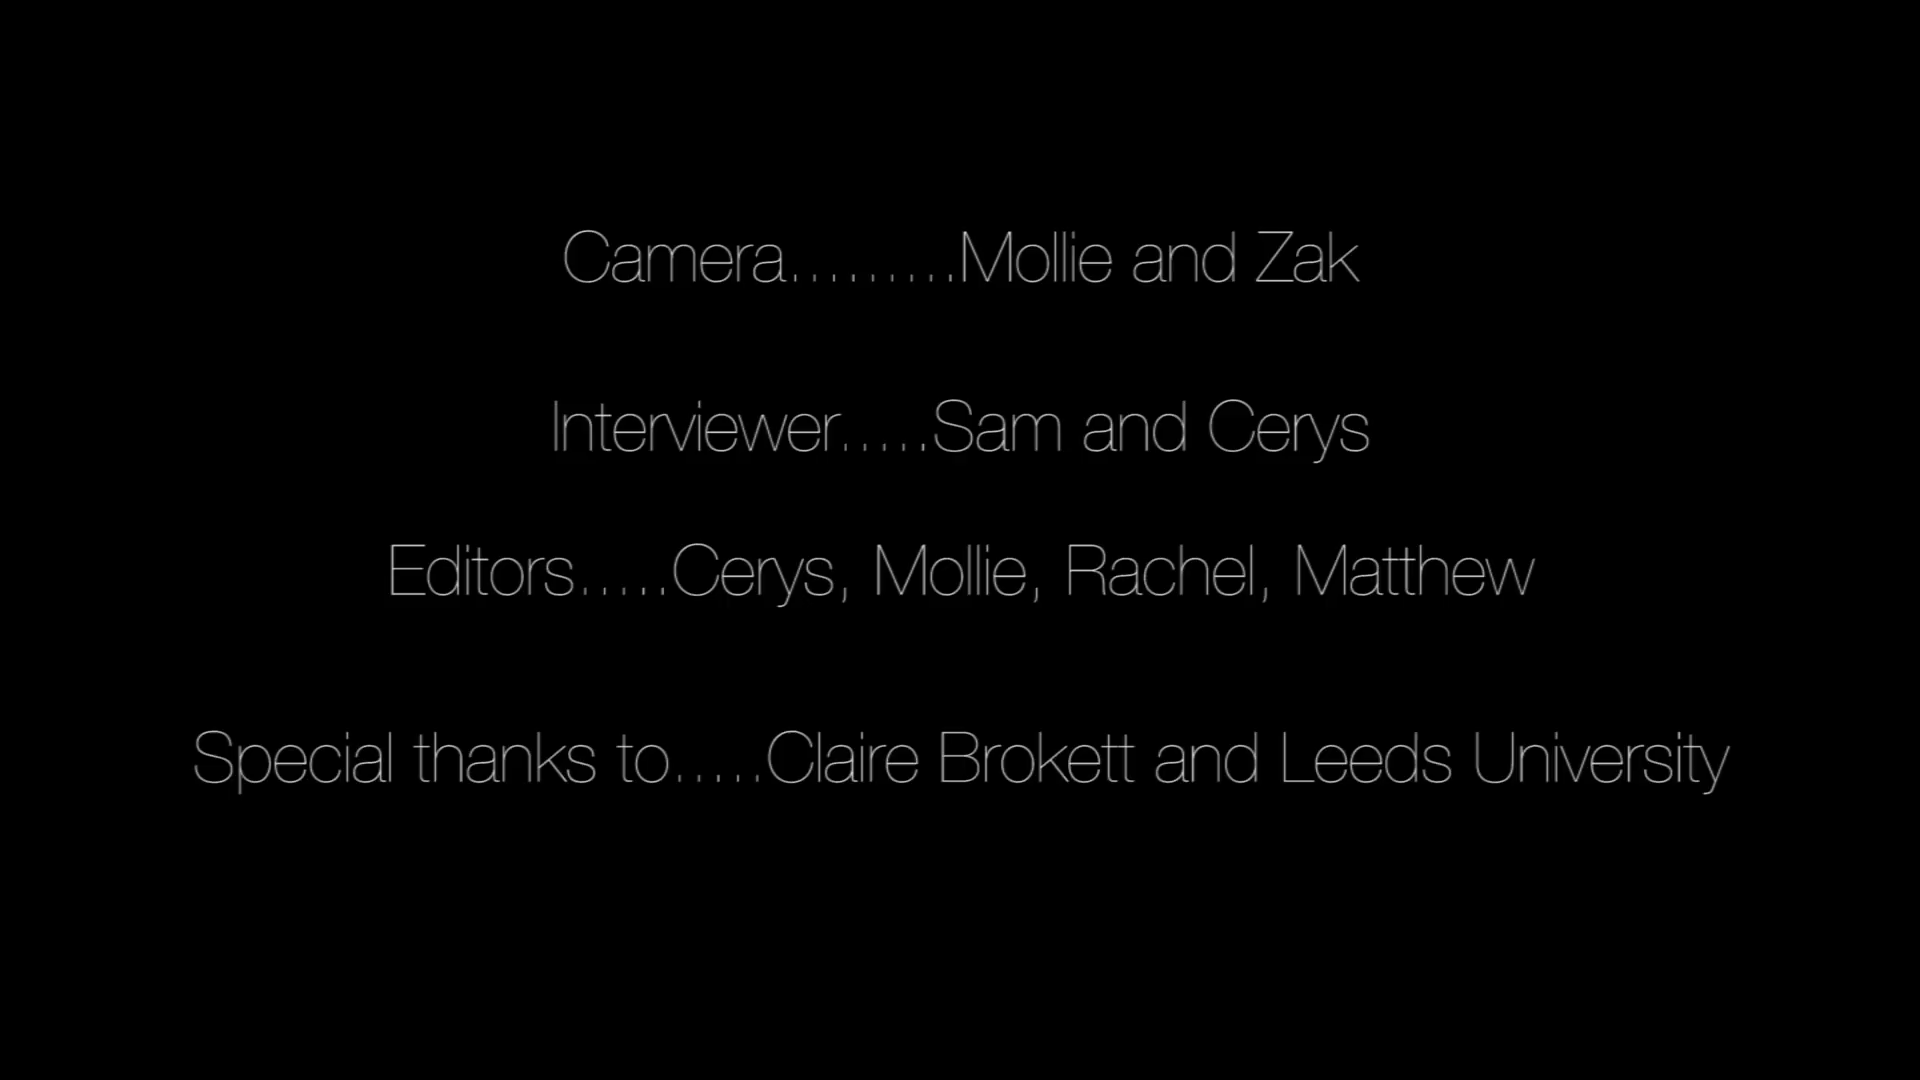 Camera.........Mollie and Zak
Interviewer.....Sam and Cerys
Editors.....Cerys, Mollie, Rachel, Matthew
Special thanks to.....Claire Brokett and Leeds University